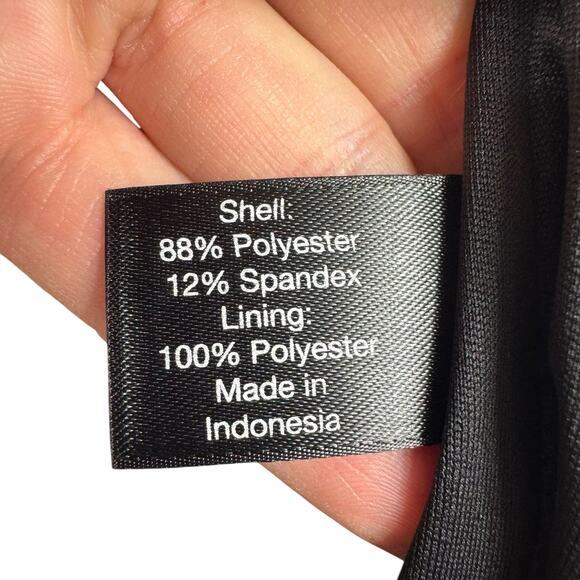 Shell:
88% Polyester
12% Spandex
Lining:
100% Polyester
Made in
Indonesia